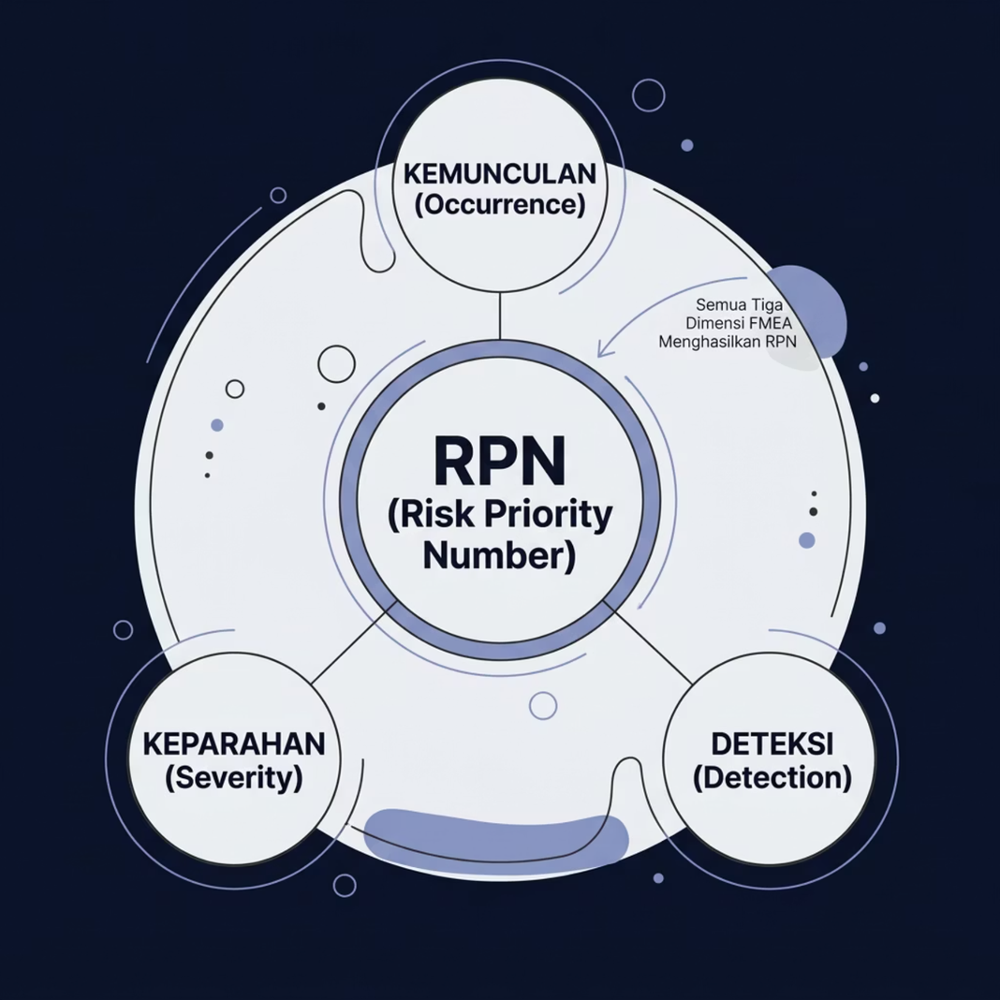 KEMUNCULAN
(Occurrence)
Semua Tiga
Dimensi FMEA
Menghasilkan RPN
RPN
(Risk Priority
Number)
KEPARAHAN
(Severity)
DETEKSI
(Detection)